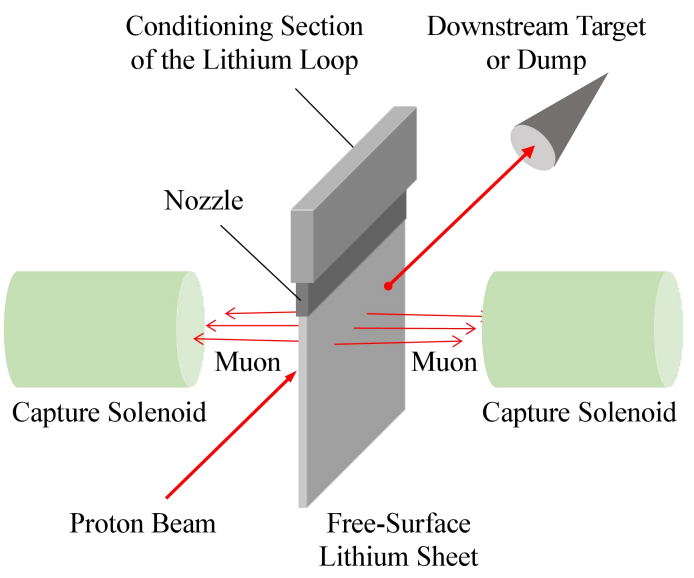 Conditioning Section
of the Lithium Loop
Downstream Target
or Dump
Nozzle
Muon
Muon
Capture Solenoid
Capture Solenoid
Proton Beam
Free-Surface
Lithium Sheet